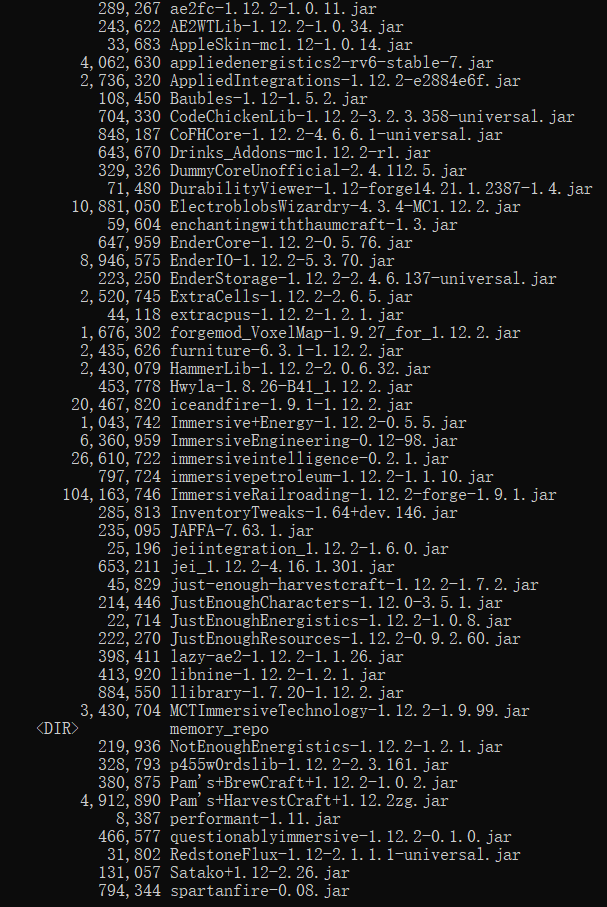 289,267 ae2fc-1.12.2-1.0.11.jar
243,622 AE2WTLib-1.12.2-1.0.34.jar
33,683 AppleSkin-mc1.12-1.0.14.jar
4,062,630 appliedenergistics2-rv6-stable-7.jar
2,736,320 AppliedIntegrations-1.12.2-e2884e6f.jar
108,450 Baubles-1.12-1.5.2.jar
704,330 CodeChickenLib-1.12.2-3.2.3.358-universal.jar
848,187 CoFHCore-1.12.2-4.6.6.1-universal.jar
643,670 Drinks_Addons-mc1.12.2-r1.jar
329,326 DummyCoreUnofficial-2.4.112.5.jar
71,480 DurabilityViewer-1.12-forge14.21.1.2387-1.4.jar
10,881,050 ElectroblobsWizardry-4.3.4-MC1.12.2.jar
59,604 enchantingwiththaumcraft-1.3.jar
647,959 EnderCore-1.12.2-0.5.76.jar
8,946,575 EnderIO-1.12.2-5.3.70.jar
223,250 EnderStorage-1.12.2-2.4.6.137-universal.jar
2,520,745 ExtraCells-1.12.2-2.6.5.jar
44,118 extracpus-1.12.2-1.2.1.jar
1,676,302 forgemod_VoxelMap-1.9.27_for_1.12.2.jar
2,435,626 furniture-6.3.1-1.12.2.jar
2,430,079 HammerLib-1.12.2-2.0.6.32.jar
453,778 Hwyla-1.8.26-B41_1.12.2.jar
20,467,820 iceandfire-1.9.1-1.12.2.jar
1,043,742 Immersive+Energy-1.12.2-0.5.5.jar
6,360,959 ImmersiveEngineering-0.12-98.jar
26,610,722 immersiveintelligence-0.2.1.jar
797,724 immersivepetroleum-1.12.2-1.1.10.jar
104,163,746 ImmersiveRailroading-1.12.2-forge-1.9.1.jar
285,813 InventoryTweaks-1.64+dev.146.jar
235,095 JAFFA-7.63.1.jar
25,196 jeiintegration_1.12.2-1.6.0.jar
653,211 jei_1.12.2-4.16.1.301.jar
45,829 just-enough-harvestcraft-1.12.2-1.7.2.jar
214,446 JustEnoughCharacters-1.12.0-3.5.1.jar
22,714 JustEnoughEnergistics-1.12.2-1.0.8.jar
222,270 JustEnoughResources-1.12.2-0.9.2.60.jar
398,411 lazy-ae2-1.12.2-1.1.26.jar
413,920 libnine-1.12.2-1.2.1.jar
884,550 llibrary-1.7.20-1.12.2.jar
3,430,704 MCTImmersiveTechnology-1.12.2-1.9.99.jar
<DIR> memory_repo
219,936 NotEnoughEnergistics-1.12.2-1.2.1.jar
328,793 p455w0rdslib-1.12.2-2.3.161.jar
380,875 Pam's+BrewCraft+1.12.2-1.0.2.jar
4,912,890 Pam's+HarvestCraft+1.12.2zg.jar
8,387 performant-1.11.jar
466,577 questionablyimmersive-1.12.2-0.1.0.jar
31,802 RedstoneFlux-1.12-2.1.1.1-universal.jar
131,057 Satako+1.12-2.26.jar
794,344 spartanfire-0.08.jar